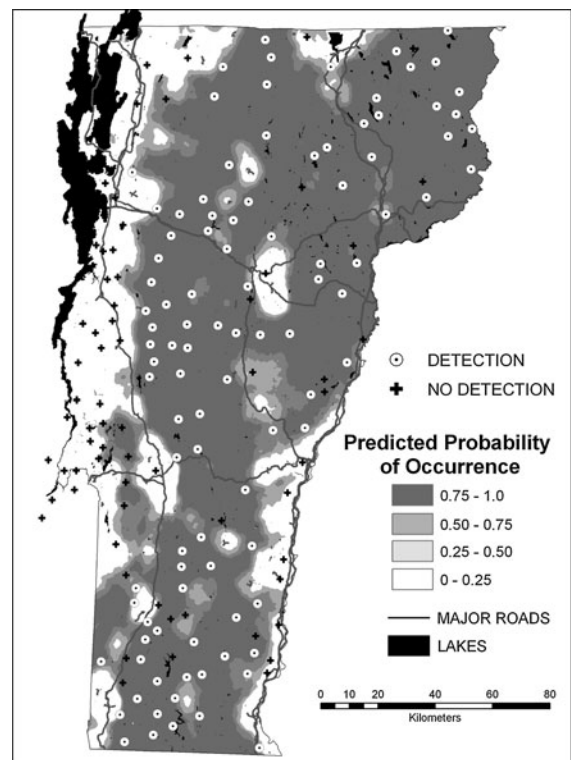 DETECTION
NO DETECTION
Predicted Probability
of Occurrence
0.75 - 1.0
0.50 - 0.75
0.25 - 0.50
0 - 0.25
MAJOR ROADS
LAKES
0 10 20 40 60 80
Kilometers